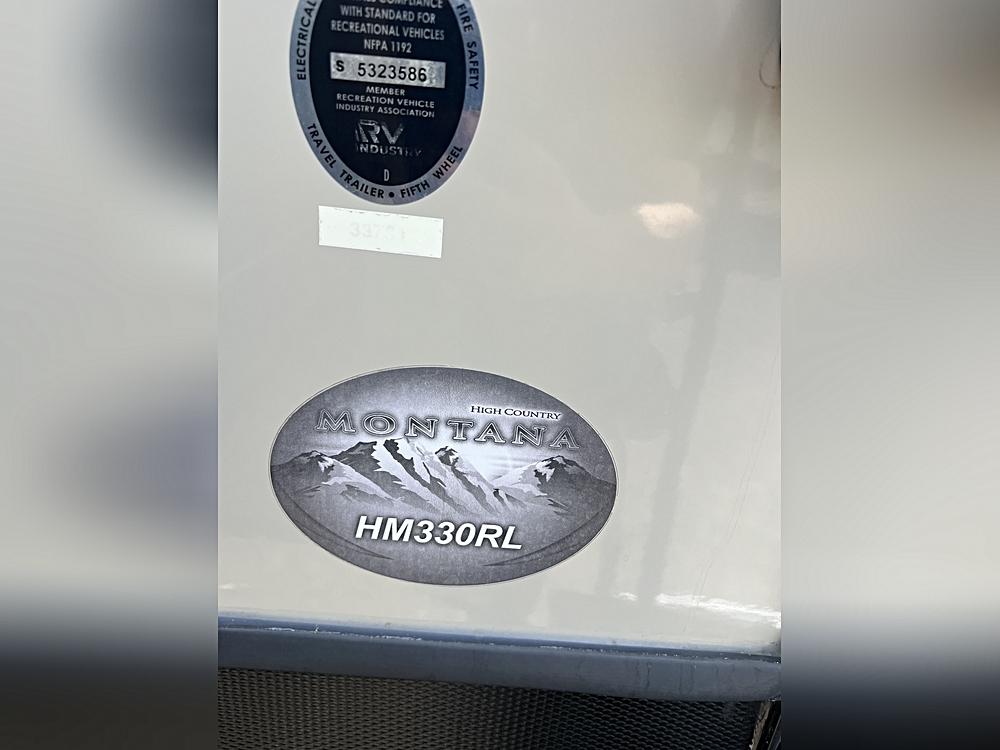 ELECTRICAL
FIRE SAFETY
COMPLIANCE
WITH STANDARD FOR
RECREATIONAL VEHICLES
NFPA 1192
S 5323586
MEMBER
RECREATION VEHICLE
INDUSTRY ASSOCIATION
RV
INDUSTRY
D
TRAVEL TRAILER • FIFTH WHEEL
HIGH COUNTRY
MONTANA
HM330RL